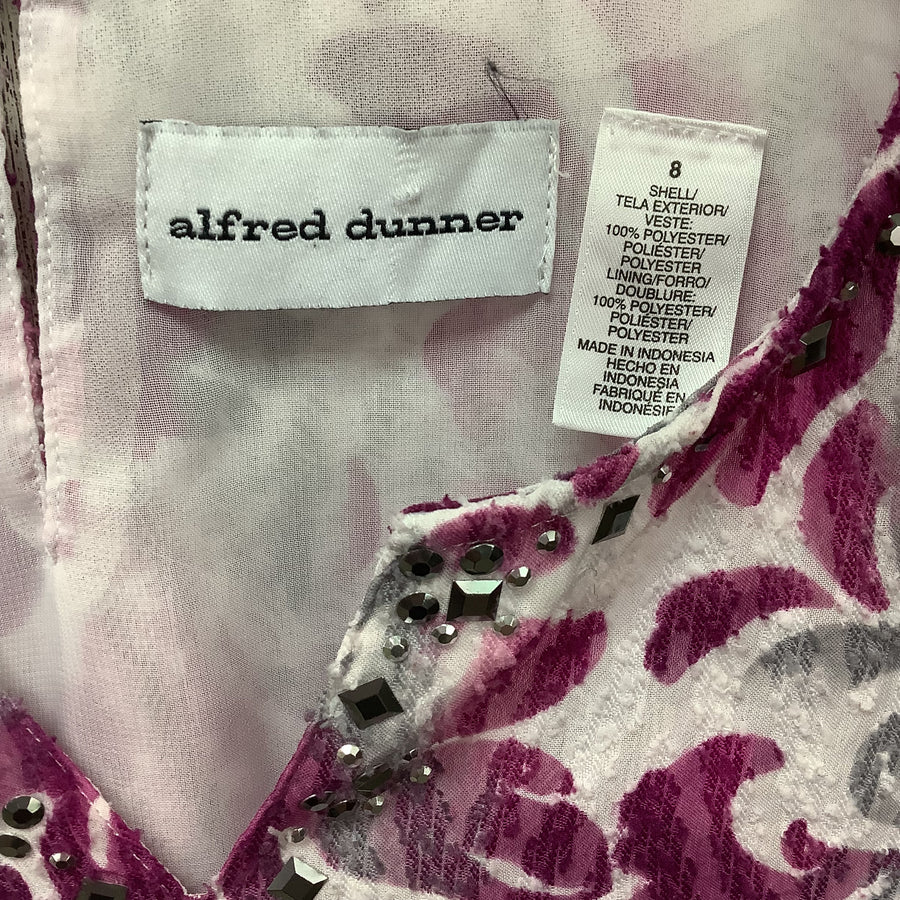 alfred dunner
8
SHELL/
TELA EXTERIOR/
VESTE:
100% POLYESTER/
POLIÉSTER/
POLYESTER
LINING/FORRO/
DOUBLURE:
100% POLYESTER/
POLIÉSTER/
POLYESTER
MADE IN INDONESIA
HECHO EN
INDONESIA
FABRIQUÉ EN
INDONÉSIE